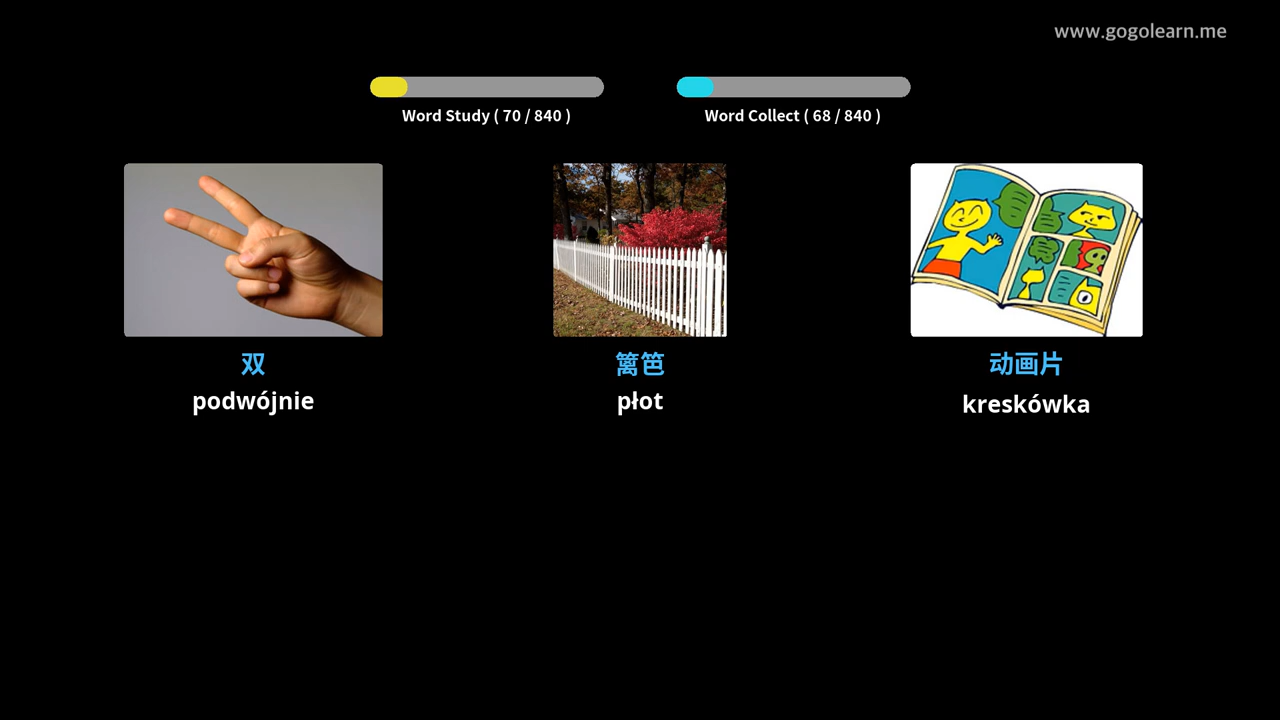 www.gogolearn.me
Word Study ( 70 / 840 )
Word Collect ( 68 / 840 )
双
podwójnie
篱笆
płot
动画片
kreskówka